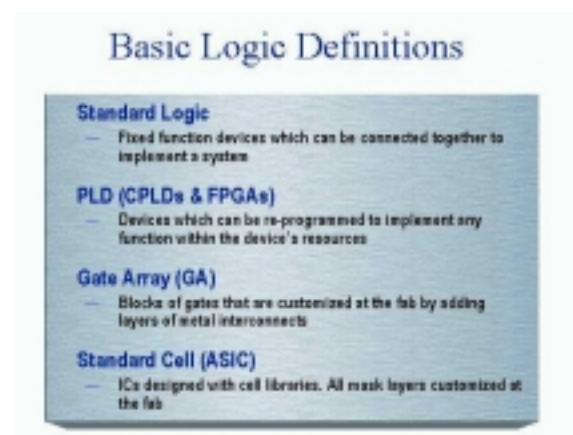 Basic Logic Definitions
Standard Logic
— Fixed function devices which can be connected together to
implement a system
PLD (CPLDs & FPGAs)
— Devices which can be re-programmed to implement any
function within the device's resources
Gate Array (GA)
— Blocks of gates that are customized at the fab by adding
layers of metal interconnects
Standard Cell (ASIC)
— ICs designed with cell libraries. All mask layers customized at
the fab